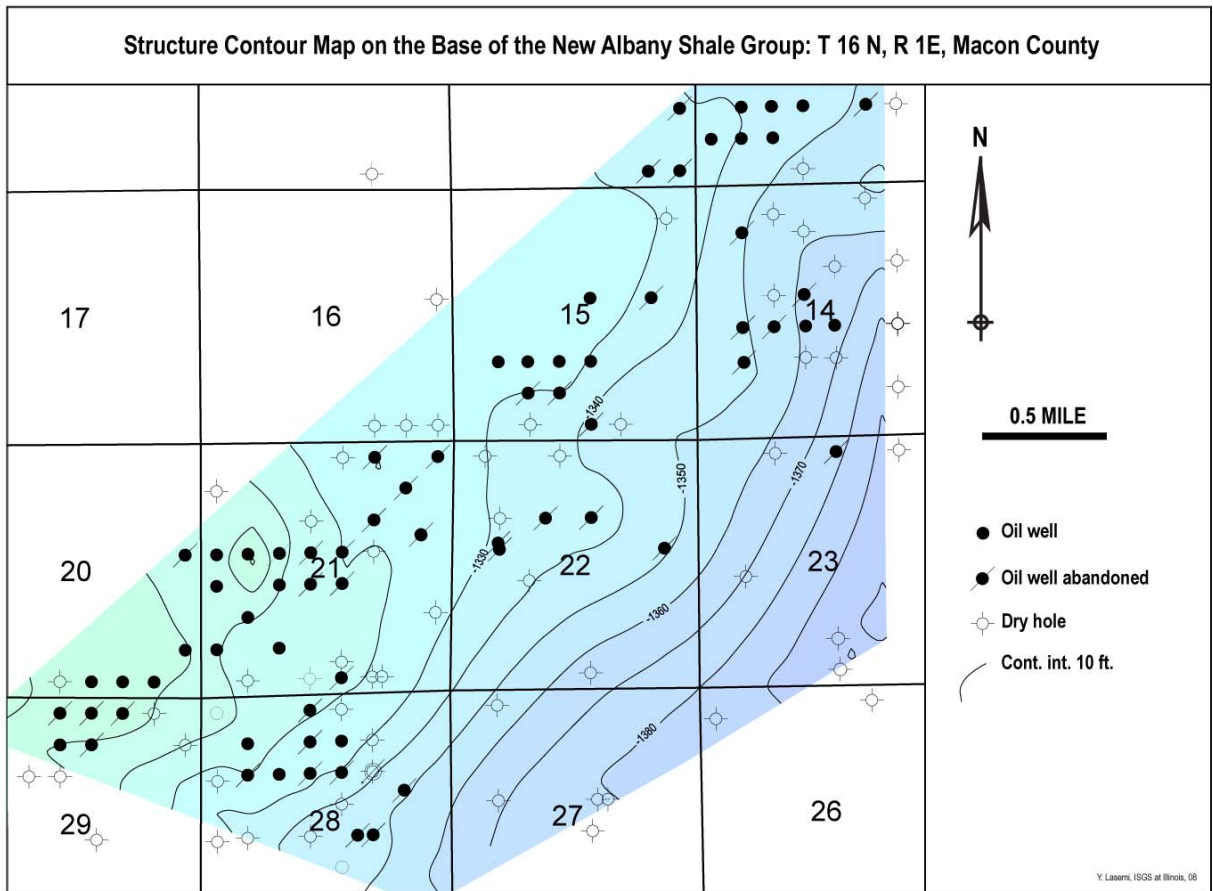 Structure Contour Map on the Base of the New Albany Shale Group: T 16 N, R 1E, Macon County
N
17
16
15
14
-1340
0.5 MILE
-1350
-1370
Oil well
20
21
-1330
22
23
Oil well abandoned
-1360
Dry hole
Cont. int. 10 ft.
-1380
29
28
27
26
Y. Lasemi, ISGS at Illinois, 08